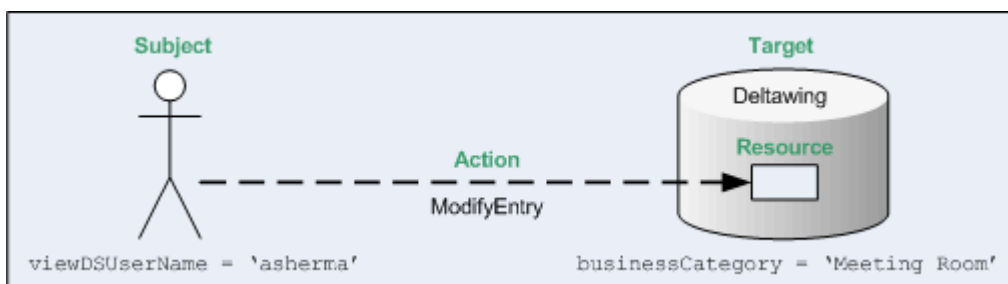 Subject
Target
Deltawing
Resource
Action
ModifyEntry
viewDSUserName = ‘asherma’
businessCategory = ‘Meeting Room’